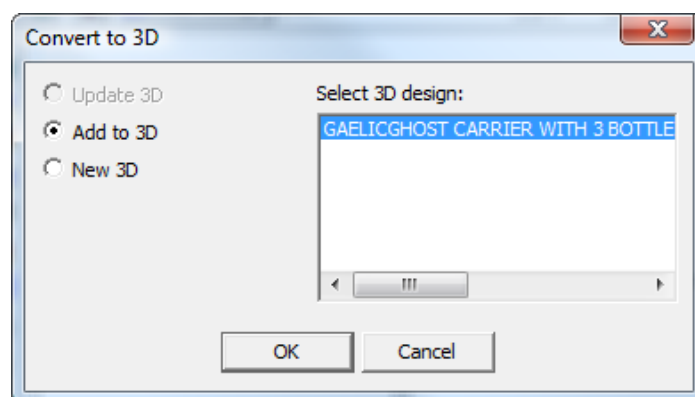 Convert to 3D
Update 3D
Add to 3D
New 3D
Select 3D design:
GAELICGHOST CARRIER WITH 3 BOTTLE
OK
Cancel